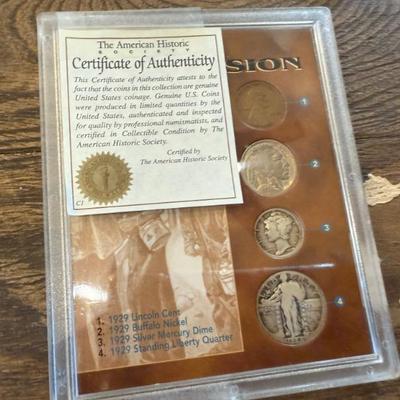 The American Historic
SOCIETY
Certificate of Authenticity
This Certificate of Authenticity attests to the
fact that the coins in this collection are genuine
United States coinage. Genuine U.S. Coins
were produced in limited quantities by the
United States, authenticated and inspected
for quality by professional numismatists, and
certified in Collectible Condition by The
American Historic Society.
Certified by
The American Historic Society
C1
SION
1
2
3
4
1. 1929 Lincoln Cent
2. 1929 Buffalo Nickel
3. 1929 Silver Mercury Dime
4. 1929 Standing Liberty Quarter